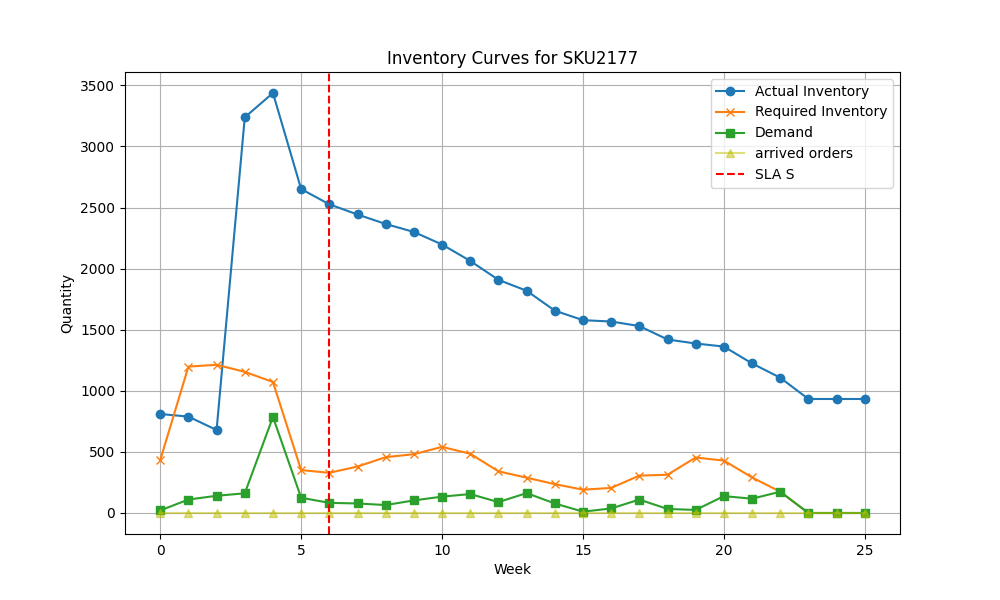 Inventory Curves for SKU2177
Quantity
3500
3000
2500
2000
1500
1000
500
0
0
5
10
15
20
25
Week
Actual Inventory
Required Inventory
Demand
arrived orders
SLA S